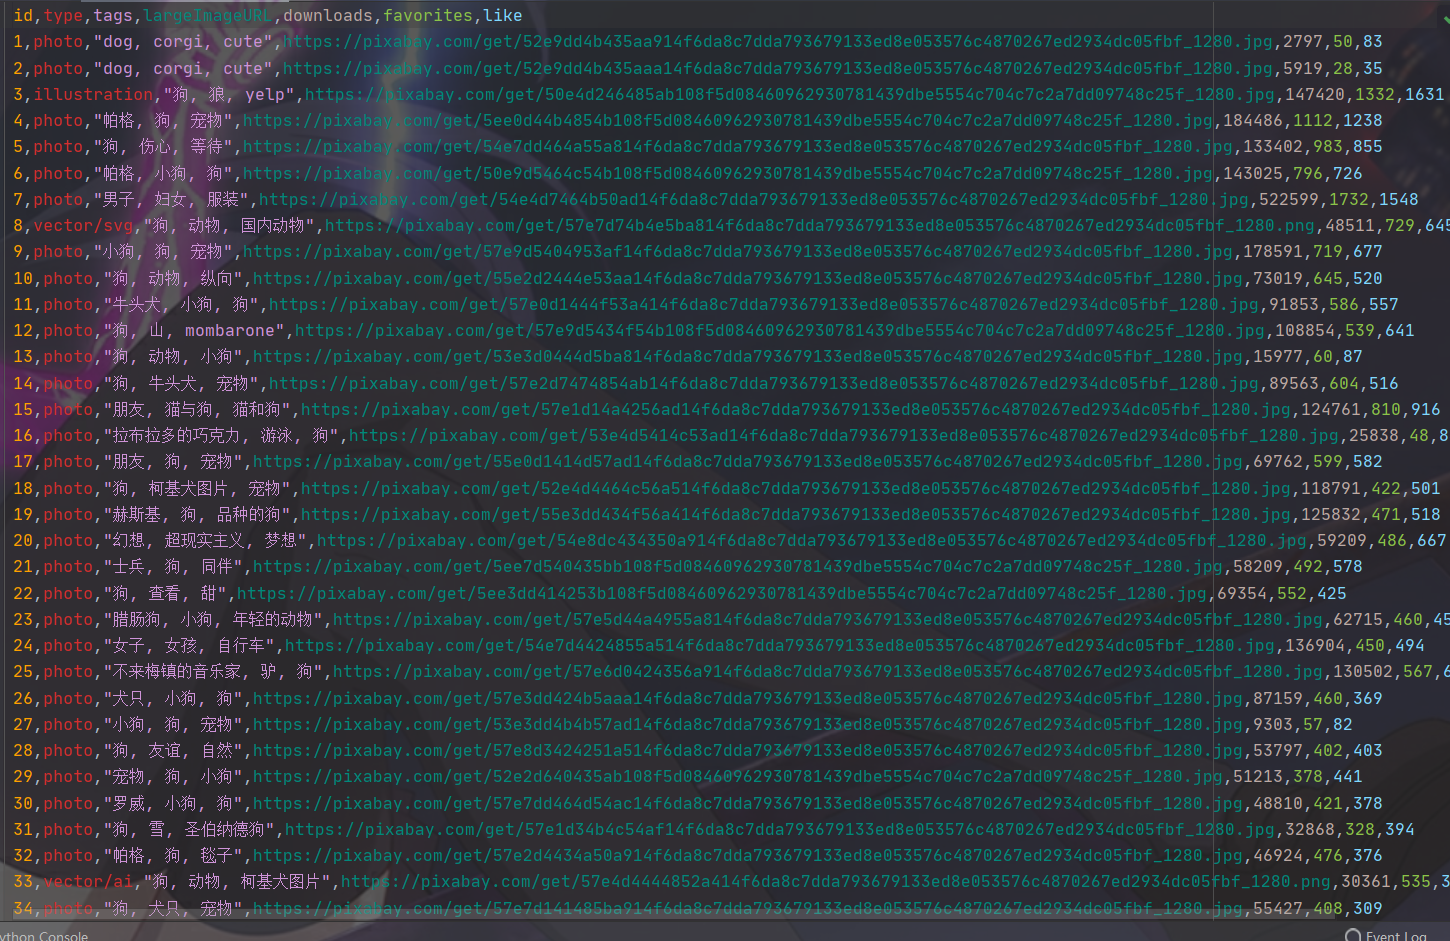 id,type,tags,largeImageURL,downloads,favorites,like
1,photo,"dog, corgi, cute",https://pixabay.com/get/52e9dd4b435aa914f6da8c7dda793679133ed8e053576c4870267ed2934dc05fbf_1280.jpg,2797,50,83
2,photo,"dog, corgi, cute",https://pixabay.com/get/52e9dd4b435aaa14f6da8c7dda793679133ed8e053576c4870267ed2934dc05fbf_1280.jpg,5919,28,35
3,illustration,"狗, 狼, yelp",https://pixabay.com/get/50e4d246485ab108f5d08460962930781439dbe5554c704c7c2a7dd09748c25f_1280.jpg,147420,1332,1631
4,photo,"帕格, 狗, 宠物",https://pixabay.com/get/5ee0d44b4854b108f5d08460962930781439dbe5554c704c7c2a7dd09748c25f_1280.jpg,184486,1112,1238
5,photo,"狗, 伤心, 等待",https://pixabay.com/get/54e7dd464a55a814f6da8c7dda793679133ed8e053576c4870267ed2934dc05fbf_1280.jpg,133402,983,855
6,photo,"帕格, 小狗, 狗",https://pixabay.com/get/50e9d5464c54b108f5d08460962930781439dbe5554c704c7c2a7dd09748c25f_1280.jpg,143025,796,726
7,photo,"男子, 妇女, 服装",https://pixabay.com/get/54e4d7464b50ad14f6da8c7dda793679133ed8e053576c4870267ed2934dc05fbf_1280.jpg,522599,1732,1548
8,vector/svg,"狗, 动物, 国内动物",https://pixabay.com/get/57e7d74b4e5ba814f6da8c7dda793679133ed8e053576c4870267ed2934dc05fbf_1280.png,48511,729,645
9,photo,"小狗, 狗, 宠物",https://pixabay.com/get/57e9d5404953af14f6da8c7dda793679133ed8e053576c4870267ed2934dc05fbf_1280.jpg,178591,719,677
10,photo,"狗, 动物, 纵向",https://pixabay.com/get/55e2d2444e53aa14f6da8c7dda793679133ed8e053576c4870267ed2934dc05fbf_1280.jpg,73019,645,520
11,photo,"牛头犬, 小狗, 狗",https://pixabay.com/get/57e0d1444f53a414f6da8c7dda793679133ed8e053576c4870267ed2934dc05fbf_1280.jpg,91853,586,557
12,photo,"狗, 山, mombarone",https://pixabay.com/get/57e9d5434f54b108f5d08460962930781439dbe5554c704c7c2a7dd09748c25f_1280.jpg,108854,539,641
13,photo,"狗, 动物, 小狗",https://pixabay.com/get/53e3d0444d5ba814f6da8c7dda793679133ed8e053576c4870267ed2934dc05fbf_1280.jpg,15977,60,87
14,photo,"狗, 牛头犬, 宠物",https://pixabay.com/get/57e2d7474854ab14f6da8c7dda793679133ed8e053576c4870267ed2934dc05fbf_1280.jpg,89563,604,516
15,photo,"朋友, 猫与狗, 猫和狗",https://pixabay.com/get/57e1d14a4256ad14f6da8c7dda793679133ed8e053576c4870267ed2934dc05fbf_1280.jpg,124761,810,916
16,photo,"拉布拉多的巧克力, 游泳, 狗",https://pixabay.com/get/53e4d5414c53ad14f6da8c7dda793679133ed8e053576c4870267ed2934dc05fbf_1280.jpg,25838,48,8
17,photo,"朋友, 狗, 宠物",https://pixabay.com/get/55e0d1414d57ad14f6da8c7dda793679133ed8e053576c4870267ed2934dc05fbf_1280.jpg,69762,599,582
18,photo,"狗, 柯基犬图片, 宠物",https://pixabay.com/get/52e4d4464c56a514f6da8c7dda793679133ed8e053576c4870267ed2934dc05fbf_1280.jpg,118791,422,501
19,photo,"赫斯基, 狗, 品种的狗",https://pixabay.com/get/55e3dd434f56a414f6da8c7dda793679133ed8e053576c4870267ed2934dc05fbf_1280.jpg,125832,471,518
20,photo,"幻想, 超现实主义, 梦想",https://pixabay.com/get/54e8dc434350a914f6da8c7dda793679133ed8e053576c4870267ed2934dc05fbf_1280.jpg,59209,486,667
21,photo,"士兵, 狗, 同伴",https://pixabay.com/get/5ee7d540435bb108f5d08460962930781439dbe5554c704c7c2a7dd09748c25f_1280.jpg,58209,492,578
22,photo,"狗, 查看, 甜",https://pixabay.com/get/5ee3dd414253b108f5d08460962930781439dbe5554c704c7c2a7dd09748c25f_1280.jpg,69354,552,425
23,photo,"腊肠狗, 小狗, 年轻的动物",https://pixabay.com/get/57e5d44a4955a814f6da8c7dda793679133ed8e053576c4870267ed2934dc05fbf_1280.jpg,62715,460,45
24,photo,"女子, 女孩, 自行车",https://pixabay.com/get/54e7d4424855a514f6da8c7dda793679133ed8e053576c4870267ed2934dc05fbf_1280.jpg,136904,450,494
25,photo,"不来梅镇的音乐家, 驴, 狗",https://pixabay.com/get/57e6d0424356a914f6da8c7dda793679133ed8e053576c4870267ed2934dc05fbf_1280.jpg,130502,567,6
26,photo,"犬只, 小狗, 狗",https://pixabay.com/get/57e3dd424b5aaa14f6da8c7dda793679133ed8e053576c4870267ed2934dc05fbf_1280.jpg,87159,460,369
27,photo,"小狗, 狗, 宠物",https://pixabay.com/get/53e3dd4b4b57ad14f6da8c7dda793679133ed8e053576c4870267ed2934dc05fbf_1280.jpg,9303,57,82
28,photo,"狗, 友谊, 自然",https://pixabay.com/get/57e8d3424251a514f6da8c7dda793679133ed8e053576c4870267ed2934dc05fbf_1280.jpg,53797,402,403
29,photo,"宠物, 狗, 小狗",https://pixabay.com/get/52e2d640435ab108f5d08460962930781439dbe5554c704c7c2a7dd09748c25f_1280.jpg,51213,378,441
30,photo,"罗威, 小狗, 狗",https://pixabay.com/get/57e7dd464d54ac14f6da8c7dda793679133ed8e053576c4870267ed2934dc05fbf_1280.jpg,48810,421,378
31,photo,"狗, 雪, 圣伯纳德狗",https://pixabay.com/get/57e1d34b4c54af14f6da8c7dda793679133ed8e053576c4870267ed2934dc05fbf_1280.jpg,32868,328,394
32,photo,"帕格, 狗, 毯子",https://pixabay.com/get/57e2d4434a50a914f6da8c7dda793679133ed8e053576c4870267ed2934dc05fbf_1280.jpg,46924,476,376
33,vector/ai,"狗, 动物, 柯基犬图片",https://pixabay.com/get/57e4d4444852a414f6da8c7dda793679133ed8e053576c4870267ed2934dc05fbf_1280.png,30361,535,3
34,photo,"狗, 犬只, 宠物",https://pixabay.com/get/57e7d141485ba914f6da8c7dda793679133ed8e053576c4870267ed2934dc05fbf_1280.jpg,55427,408,309
ython Console
Event Log